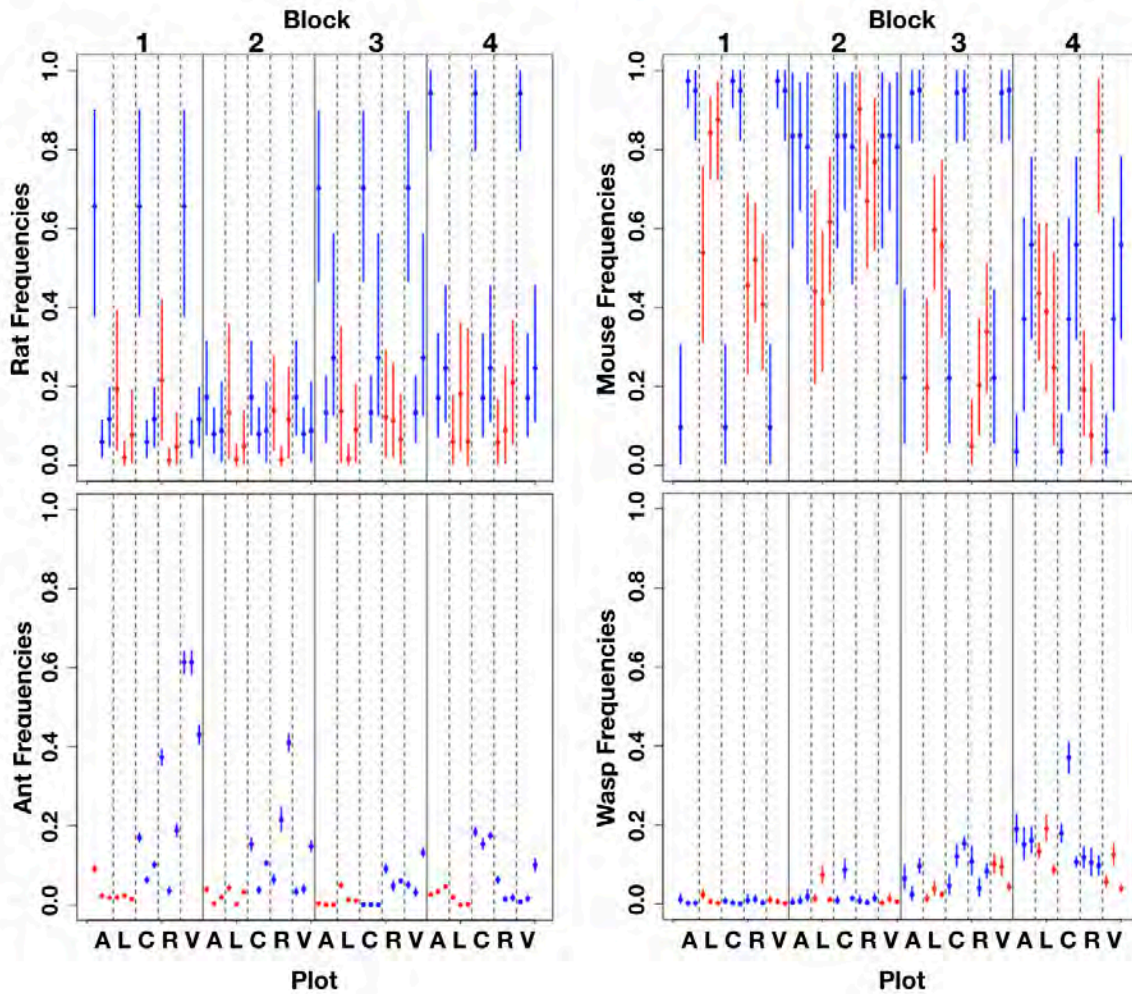 Block
1 2 3 4
Rat Frequencies
0.0 0.2 0.4 0.6 0.8 1.0
Block
1 2 3 4
Mouse Frequencies
0.0 0.2 0.4 0.6 0.8 1.0
Ant Frequencies
0.0 0.2 0.4 0.6 0.8 1.0
A L C R V A L C R V A L C R V A L C R V
Plot
Wasp Frequencies
0.0 0.2 0.4 0.6 0.8 1.0
A L C R V A L C R V A L C R V A L C R V
Plot